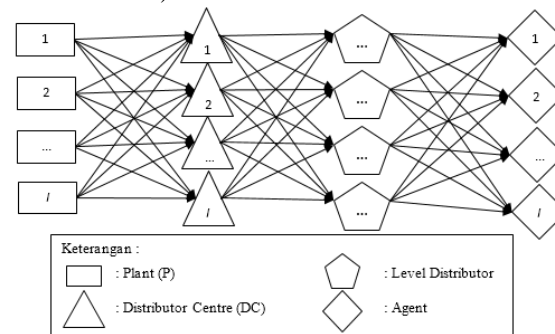 1
1
...
1
2
2
...
2
...
...
...
...
I
I
...
I
Keterangan :
: Plant (P)
: Level Distributor
: Distributor Centre (DC)
: Agent